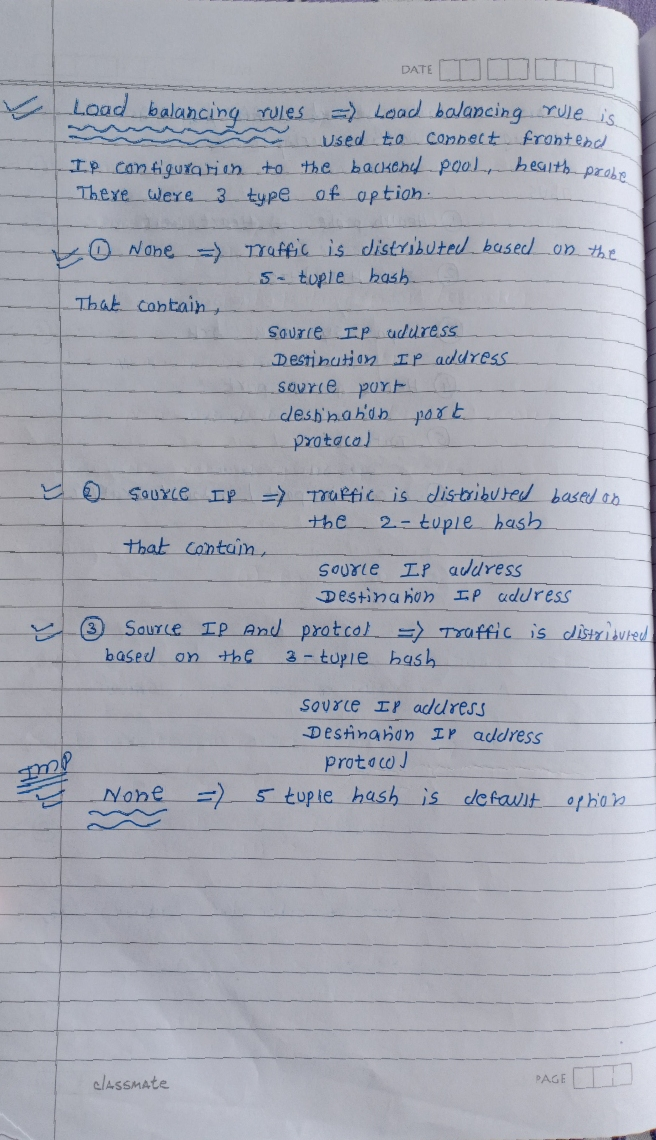 DATE
Load balancing rules => Load balancing rule is
used to connect frontend
IP configuration to the backend pool, health probe
There were 3 type of option.
① None => Traffic is distributed based on the
5-tuple hash
That contain,
Source IP address
Destination IP address
source port
destination port
protocol
② Source IP => Traffic is distributed based on
the 2-tuple hash
that contain,
Source IP address
Destination IP address
③ Source IP And protcol => Traffic is distributed
based on the 3-tuple hash
Source IP address
Destination IP address
protocol
IMP
None => 5 tuple hash is default option
classmate
PAGE